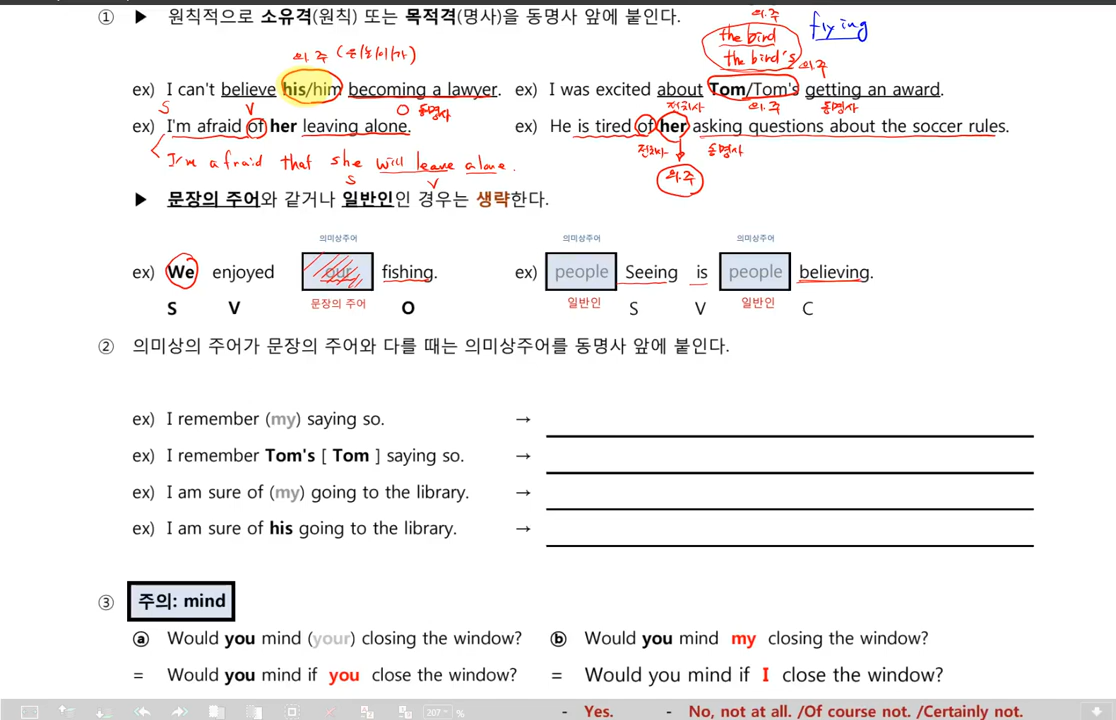 ① ▶ 원칙적으로 소유격(원칙) 또는 목적격(명사)을 동명사 앞에 붙인다.
의.주
the bird
the bird's
의.주
flying
의.주 (은/는/이/가)
ex) I can't believe his/him becoming a lawyer. ex) I was excited about Tom/Tom's getting an award.
S V O 동명사 전치사 의.주 동명사
ex) I'm afraid of her leaving alone. ex) He is tired of her asking questions about the soccer rules.
전치사 동명사
I'm afraid that she will leave alone.
S V
의.주
▶ 문장의 주어와 같거나 일반인인 경우는 생략한다.
의미상주어 의미상주어 의미상주어
ex) We enjoyed our fishing. ex) people Seeing is people believing.
문장의 주어 일반인 일반인
S V O S V C
② 의미상의 주어가 문장의 주어와 다를 때는 의미상주어를 동명사 앞에 붙인다.
ex) I remember (my) saying so. →
ex) I remember Tom's [ Tom ] saying so. →
ex) I am sure of (my) going to the library. →
ex) I am sure of his going to the library. →
③ 주의: mind
ⓐ Would you mind (your) closing the window? ⓑ Would you mind my closing the window?
= Would you mind if you close the window? = Would you mind if I close the window?
207 %
- Yes. - No, not at all. /Of course not. /Certainly not.